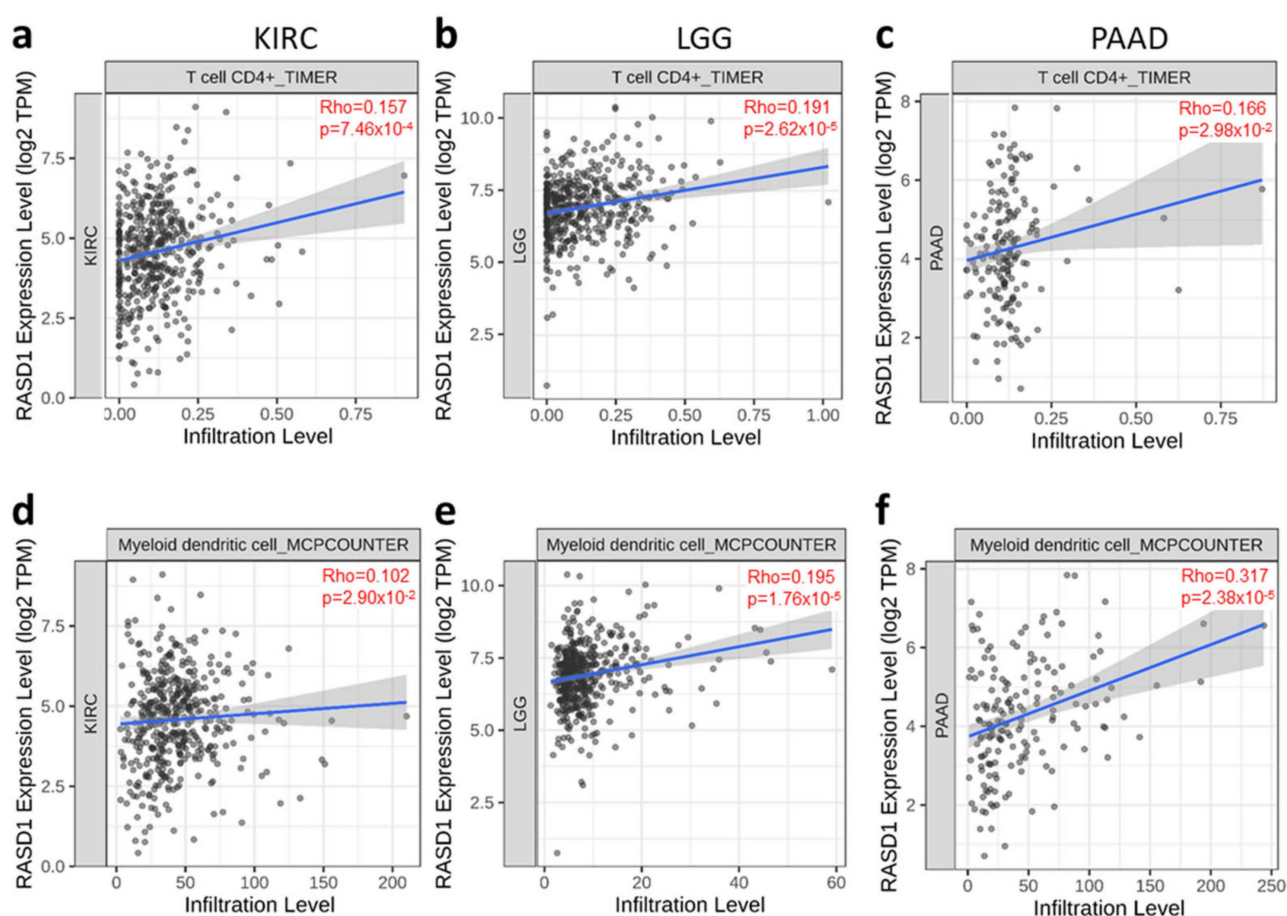 a
KIRC
T cell CD4+_TIMER
Rho=0.157
p=7.46x10-4
RASD1 Expression Level (log2 TPM)
KIRC
7.5
5.0
2.5
0.0
0.00
0.25
0.50
0.75
Infiltration Level
b
LGG
T cell CD4+_TIMER
Rho=0.191
p=2.62x10-5
RASD1 Expression Level (log2 TPM)
LGG
10.0
7.5
5.0
2.5
0.00
0.25
0.50
0.75
1.00
Infiltration Level
c
PAAD
T cell CD4+_TIMER
Rho=0.166
p=2.98x10-2
RASD1 Expression Level (log2 TPM)
PAAD
8
6
4
2
0.00
0.25
0.50
0.75
Infiltration Level
d
Myeloid dendritic cell_MCPCOUNTER
Rho=0.102
p=2.90x10-2
RASD1 Expression Level (log2 TPM)
KIRC
7.5
5.0
2.5
0.0
0
50
100
150
200
Infiltration Level
e
Myeloid dendritic cell_MCPCOUNTER
Rho=0.195
p=1.76x10-5
RASD1 Expression Level (log2 TPM)
LGG
10.0
7.5
5.0
2.5
0
20
40
60
Infiltration Level
f
Myeloid dendritic cell_MCPCOUNTER
Rho=0.317
p=2.38x10-5
RASD1 Expression Level (log2 TPM)
PAAD
8
6
4
2
0
50
100
150
200
250
Infiltration Level